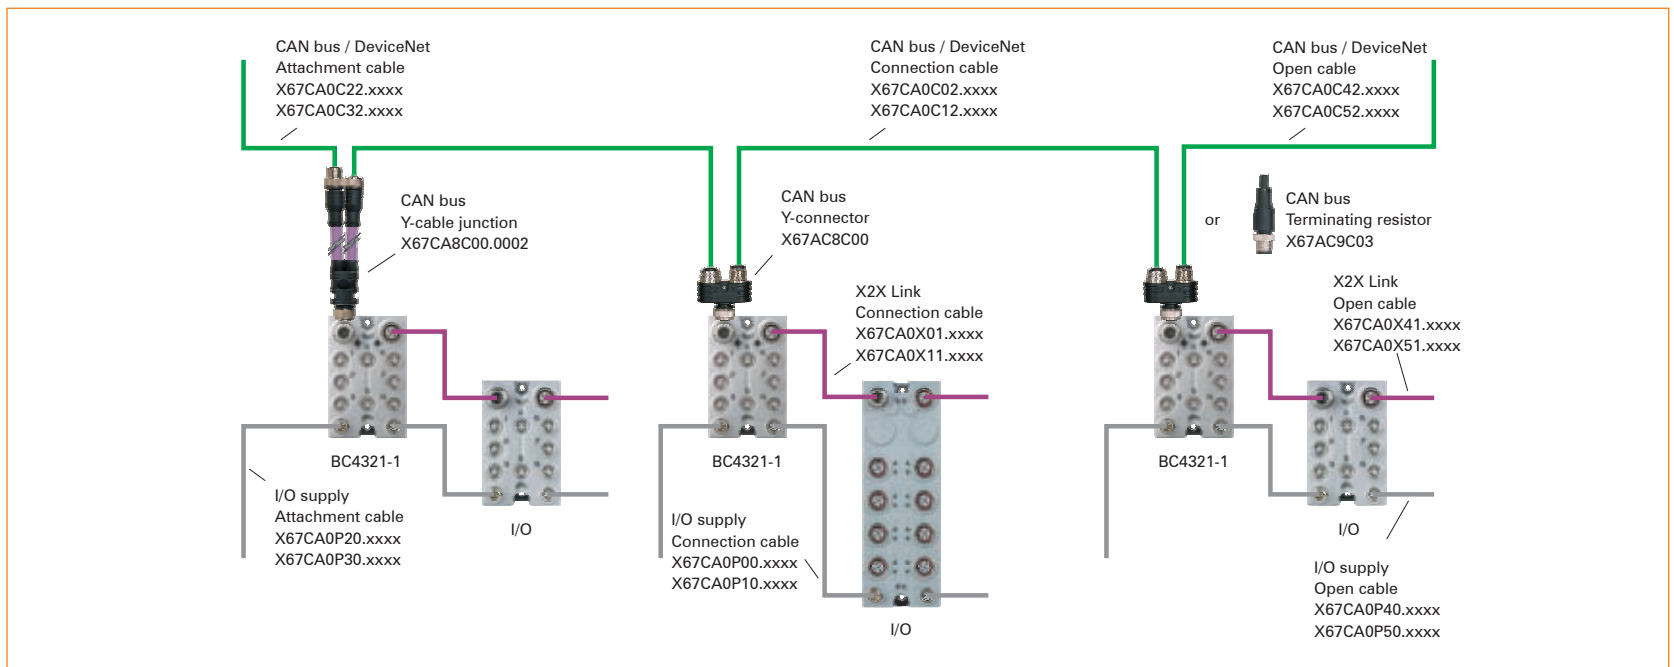 CAN bus / DeviceNet
Attachment cable
X67CA0C22.xxxx
X67CA0C32.xxxx
CAN bus / DeviceNet
Connection cable
X67CA0C02.xxxx
X67CA0C12.xxxx
CAN bus / DeviceNet
Open cable
X67CA0C42.xxxx
X67CA0C52.xxxx
CAN bus
Y-cable junction
X67CA8C00.0002
CAN bus
Y-connector
X67AC8C00
or
CAN bus
Terminating resistor
X67AC9C03
X2X Link
Connection cable
X67CA0X01.xxxx
X67CA0X11.xxxx
X2X Link
Open cable
X67CA0X41.xxxx
X67CA0X51.xxxx
BC4321-1
BC4321-1
BC4321-1
I/O supply
Attachment cable
X67CA0P20.xxxx
X67CA0P30.xxxx
I/O
I/O supply
Connection cable
X67CA0P00.xxxx
X67CA0P10.xxxx
I/O
I/O
I/O supply
Open cable
X67CA0P40.xxxx
X67CA0P50.xxxx